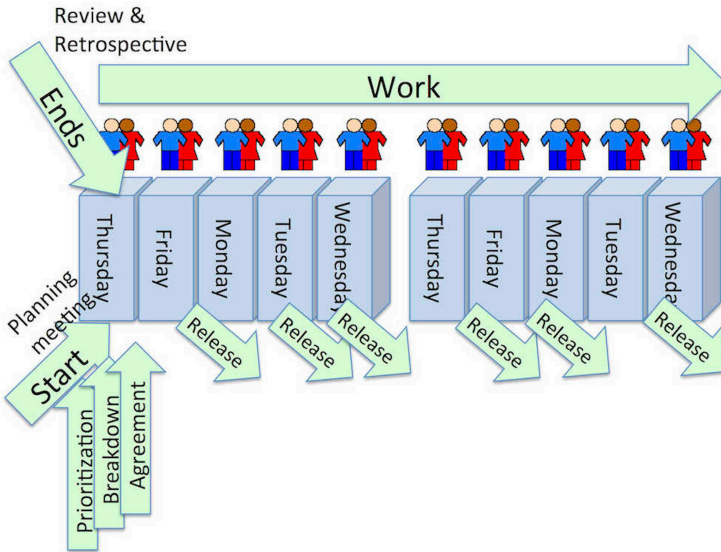 Review &
Retrospective
Work
Ends
Thursday
Friday
Monday
Tuesday
Wednesday
Thursday
Friday
Monday
Tuesday
Wednesday
Planning
meeting
Start
Release
Release
Release
Release
Release
Release
Prioritization
Breakdown
Agreement